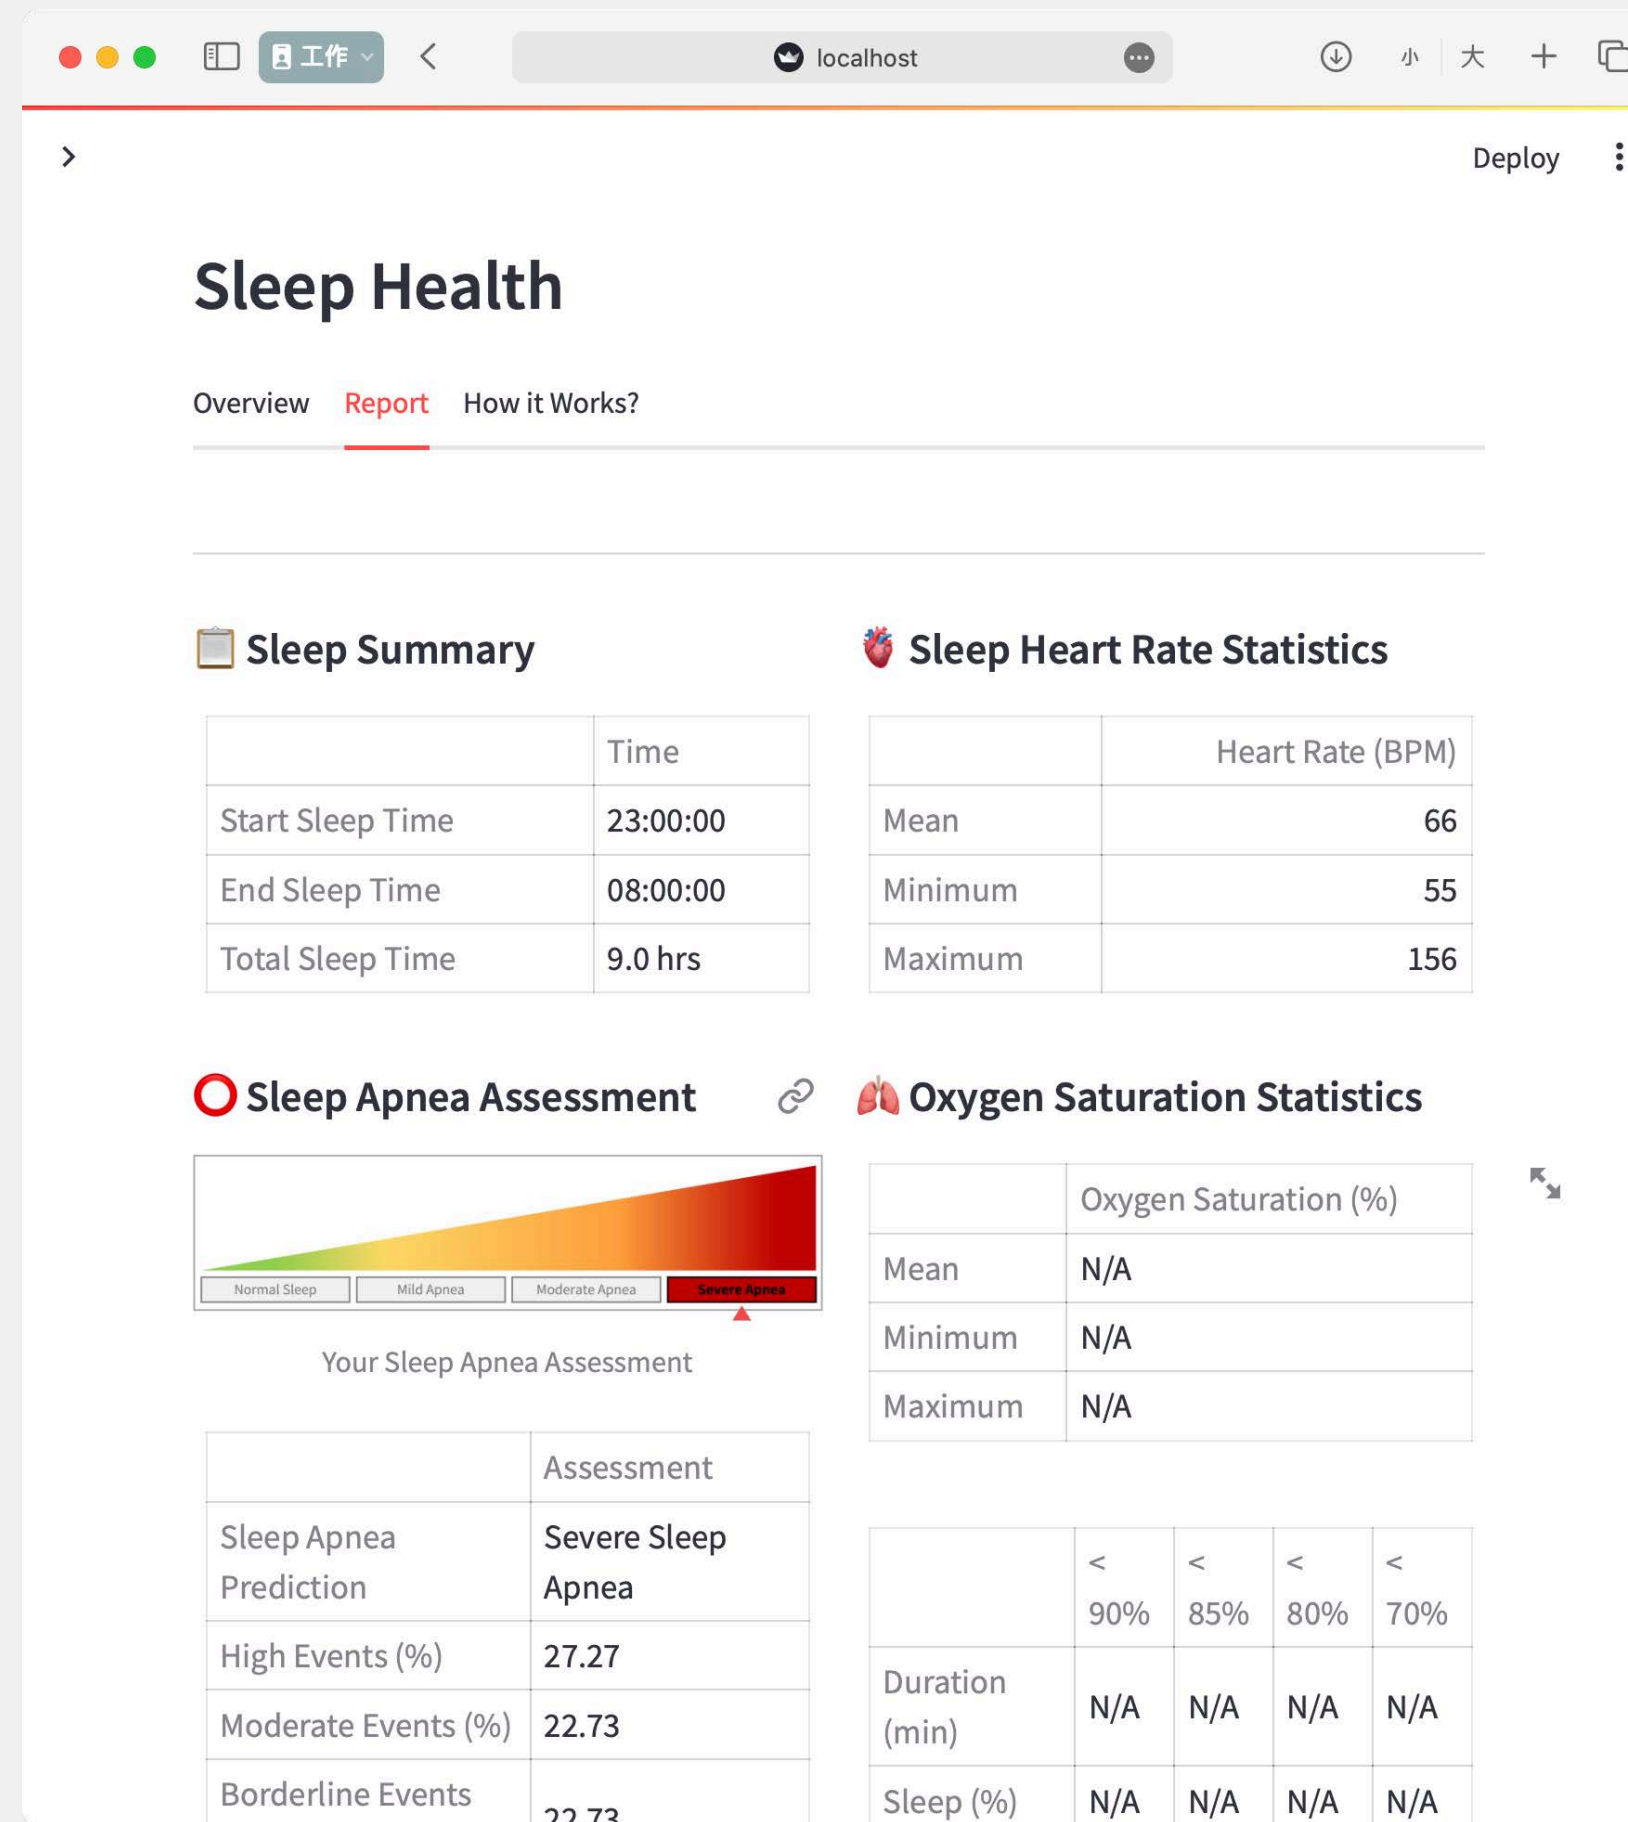 工作
localhost
小 大
Deploy
Sleep Health
Overview Report How it Works?
Sleep Summary
Time
Start Sleep Time 23:00:00
End Sleep Time 08:00:00
Total Sleep Time 9.0 hrs
Sleep Heart Rate Statistics
Heart Rate (BPM)
Mean 66
Minimum 55
Maximum 156
Sleep Apnea Assessment
Normal Sleep Mild Apnea Moderate Apnea Severe Apnea
Your Sleep Apnea Assessment
Assessment
Sleep Apnea
Prediction
Severe Sleep
Apnea
High Events (%) 27.27
Moderate Events (%) 22.73
Borderline Events
22.73
Oxygen Saturation Statistics
Oxygen Saturation (%)
Mean N/A
Minimum N/A
Maximum N/A
< < < <
90% 85% 80% 70%
Duration
(min)
N/A N/A N/A N/A
Sleep (%) N/A N/A N/A N/A